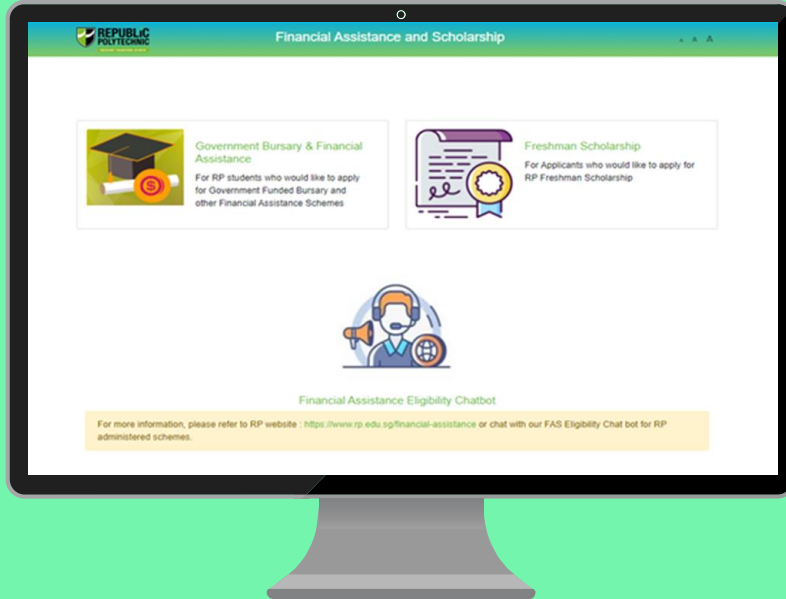 REPUBLIC
POLYTECHNIC
Financial Assistance and Scholarship
A A A
Government Bursary & Financial
Assistance
For RP students who would like to apply
for Government Funded Bursary and
other Financial Assistance Schemes
Freshman Scholarship
For Applicants who would like to apply for
RP Freshman Scholarship
Financial Assistance Eligibility Chatbot
For more information, please refer to RP website : https://www.rp.edu.sg/financial-assistance or chat with our FAS Eligibility Chat bot for RP
administered schemes.